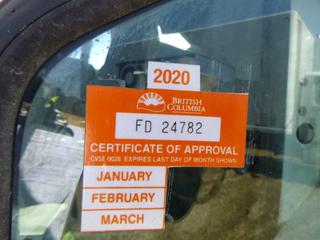 2020
BRITISH
COLUMBIA
FD 24782
CERTIFICATE OF APPROVAL
CVSE 0028 EXPIRES LAST DAY OF MONTH SHOWN
JANUARY
FEBRUARY
MARCH